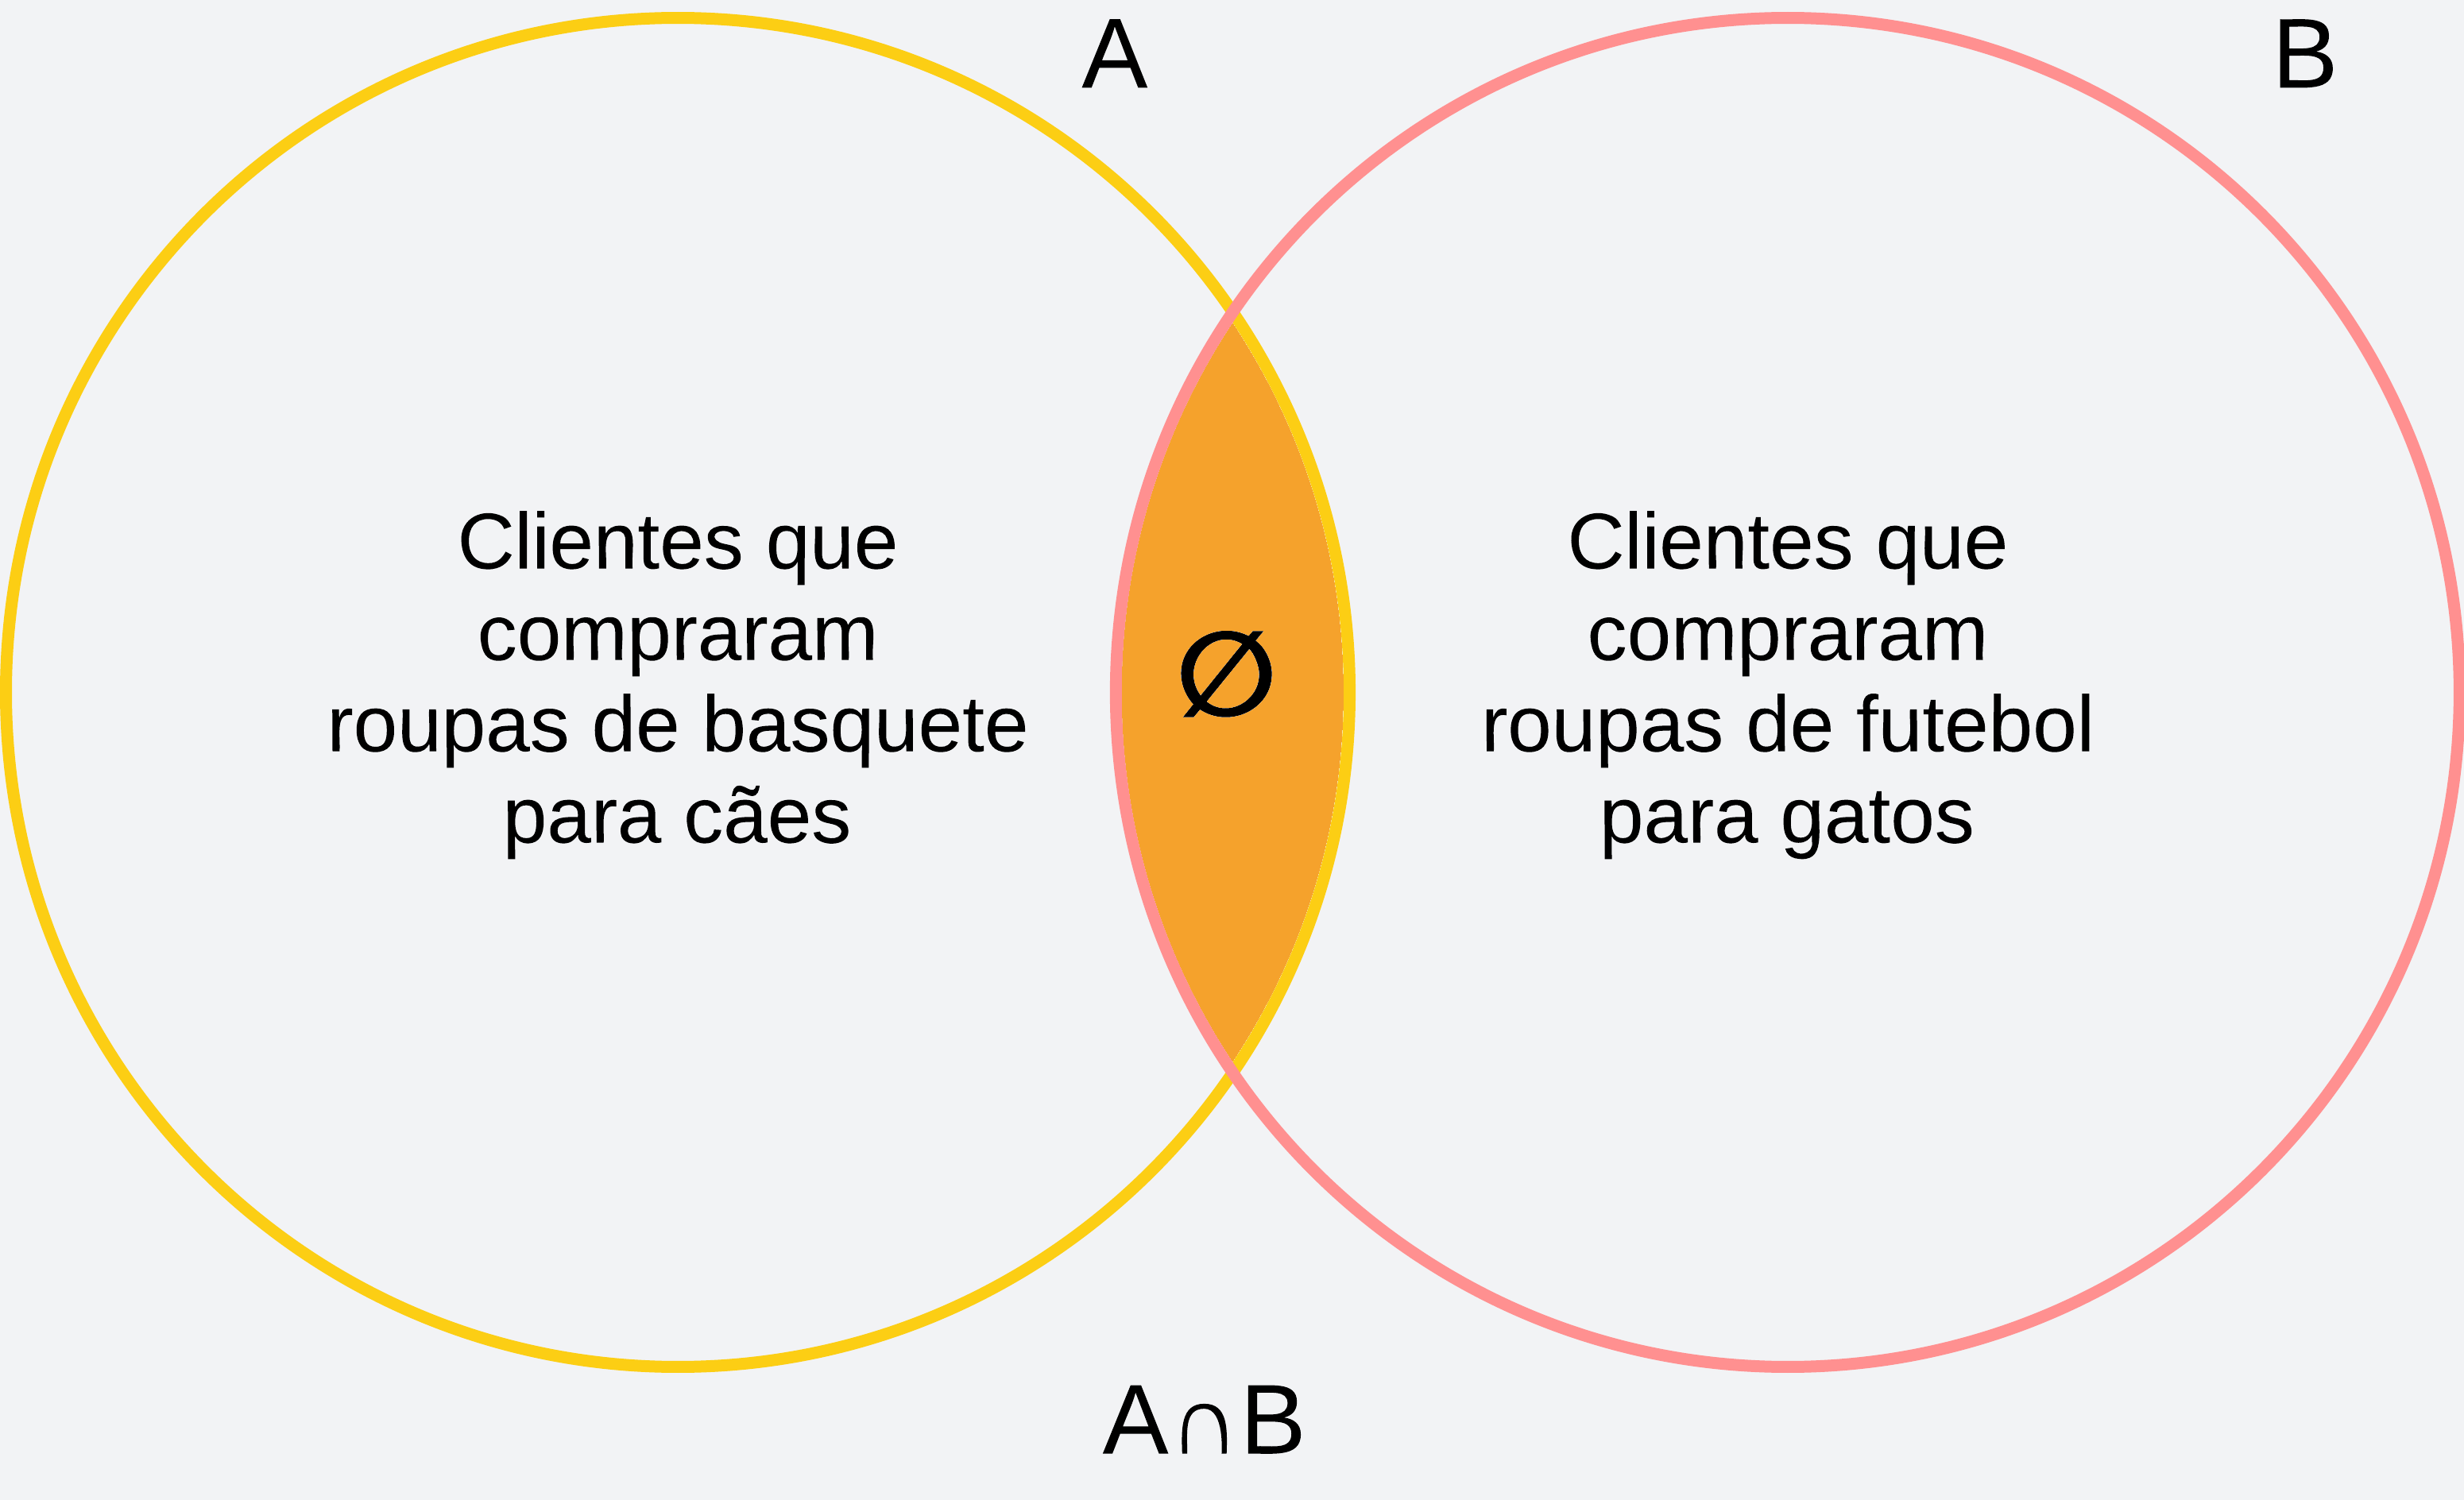 A
B
Clientes que
compraram
roupas de basquete
para cães
∅
Clientes que
compraram
roupas de futebol
para gatos
A∩B